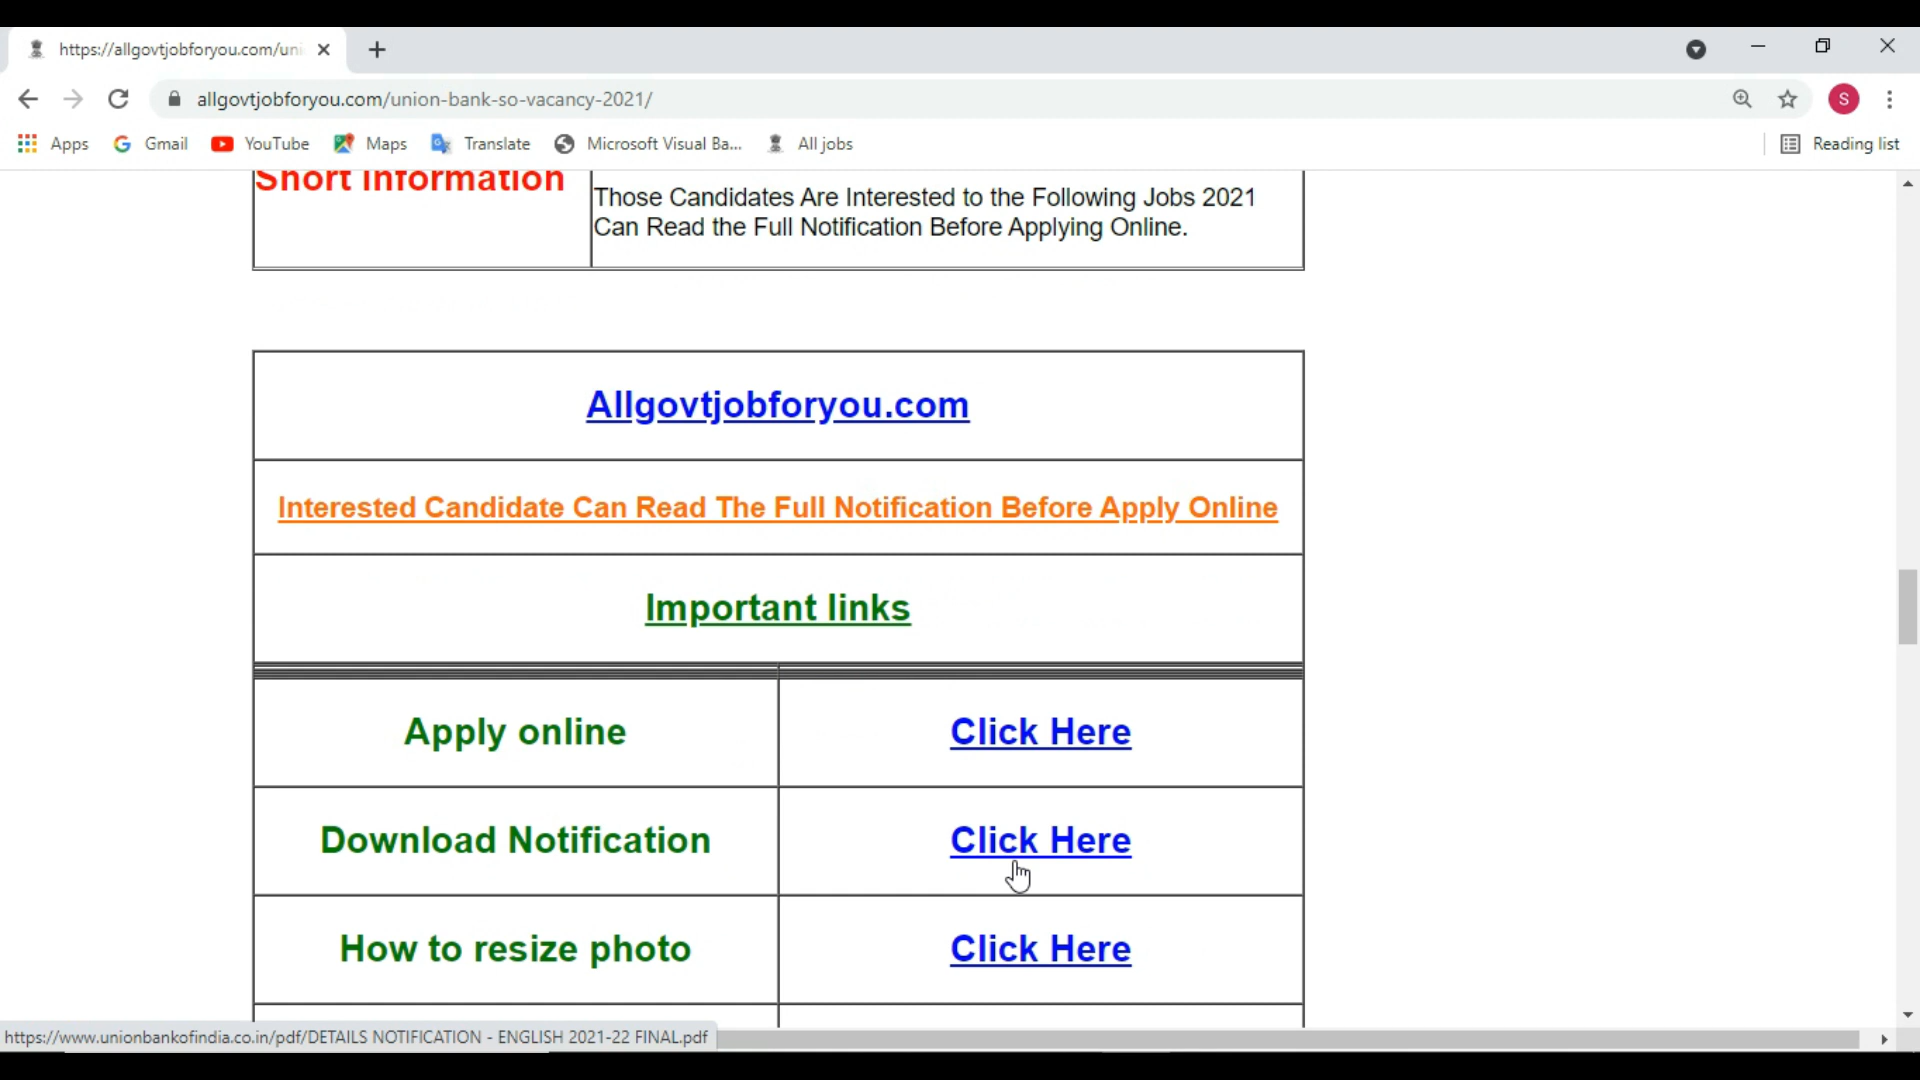 https://allgovtjobforyou.com/uni
allgovtjobforyou.com/union-bank-so-vacancy-2021/
S
Apps
Gmail
YouTube
Maps
Translate
Microsoft Visual Ba...
All jobs
Reading list
Short Information
Those Candidates Are Interested to the Following Jobs 2021
Can Read the Full Notification Before Applying Online.
Allgovtjobforyou.com
Interested Candidate Can Read The Full Notification Before Apply Online
Important links
Apply online
Click Here
Download Notification
Click Here
How to resize photo
Click Here
https://www.unionbankofindia.co.in/pdf/DETAILS NOTIFICATION - ENGLISH 2021-22 FINAL.pdf